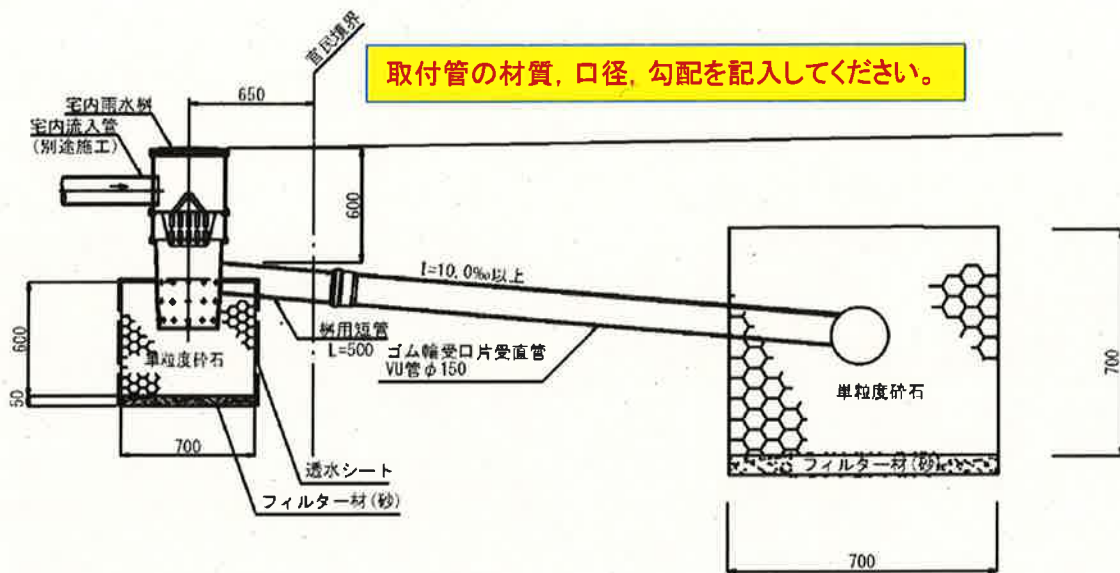 官民境界
取付管の材質，口径，勾配を記入してください。
650
宅内雨水桝
宅内流入管
(別途施工)
600
I=10.0‰以上
桝用短管
L=500
ゴム輪受口片受直管
VU管φ150
600
単粒度砕石
50
700
透水シート
フィルター材(砂)
700
単粒度砕石
フィルター材(砂)
700